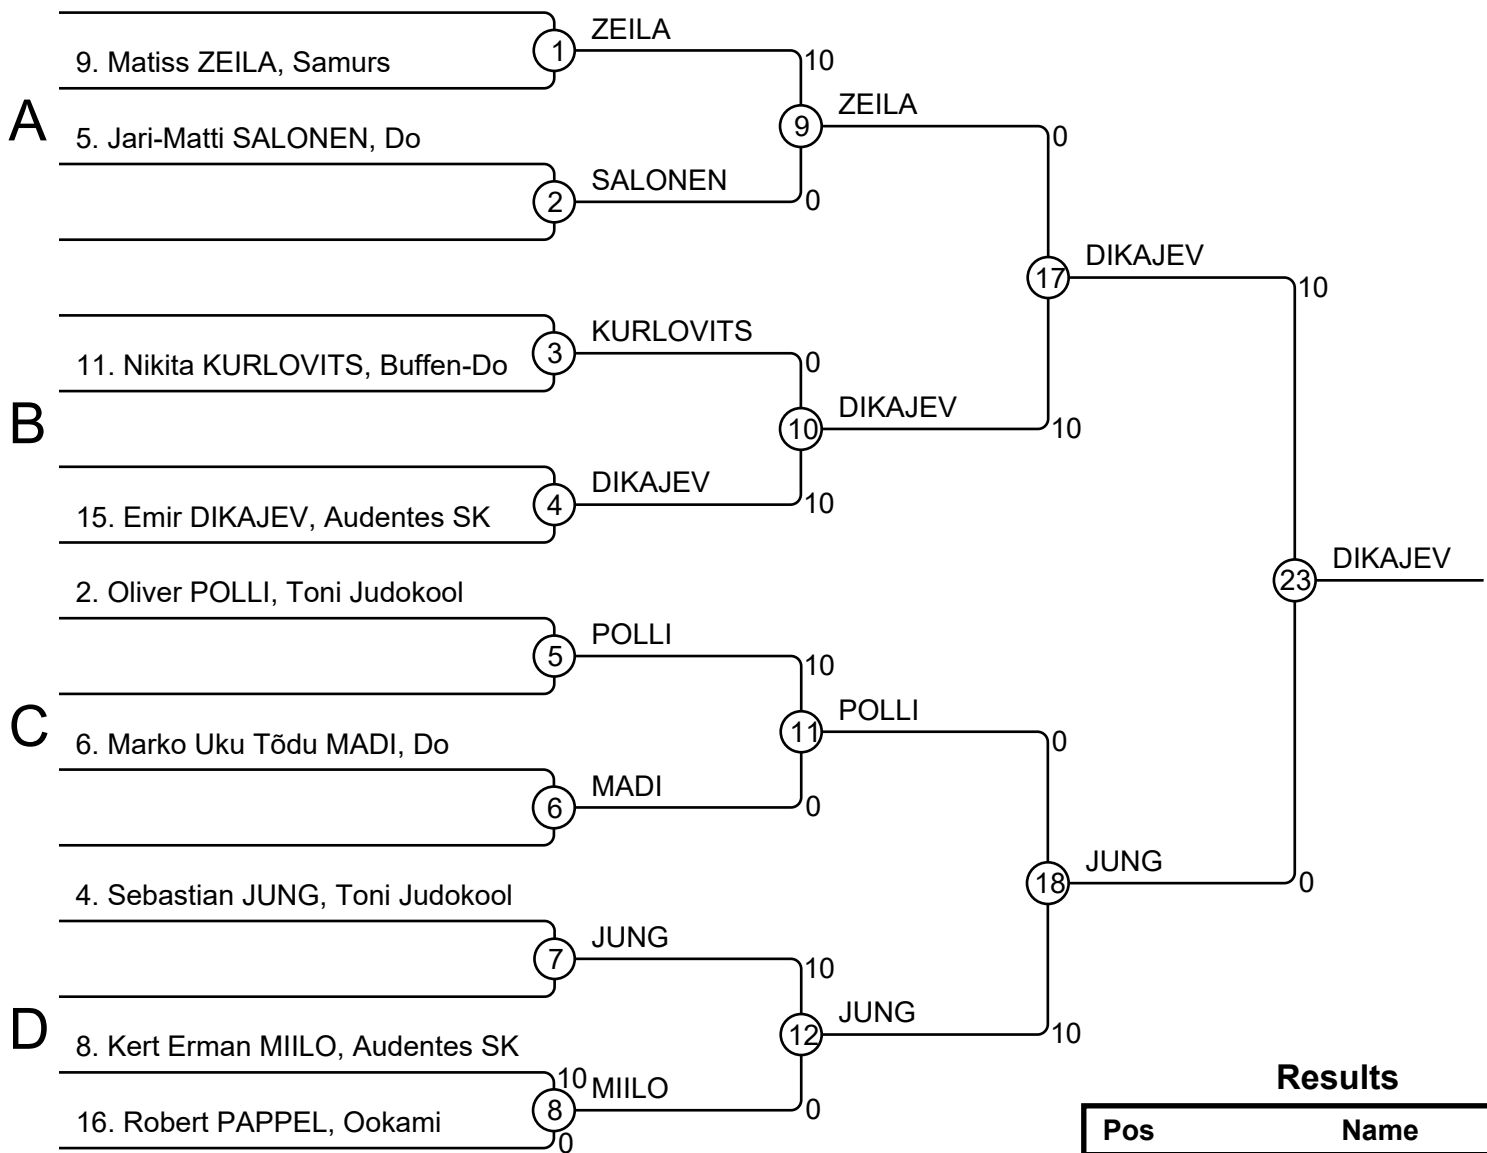 ZEILA
1
10
9. Matiss ZEILA, Samurs
ZEILA
A
9
0
5. Jari-Matti SALONEN, Do
SALONEN
2
0
DIKAJEV
17
10
KURLOVITS
3
0
11. Nikita KURLOVITS, Buffen-Do
DIKAJEV
B
10
10
DIKAJEV
4
10
15. Emir DIKAJEV, Audentes SK
DIKAJEV
23
2. Oliver POLLI, Toni Judokool
POLLI
5
10
POLLI
C
11
0
6. Marko Uku Tõdu MADI, Do
MADI
6
0
JUNG
18
0
4. Sebastian JUNG, Toni Judokool
JUNG
7
10
JUNG
D
12
10
8. Kert Erman MIILO, Audentes SK
10
MIILO
8
0
16. Robert PAPPEL, Ookami
0
Results
Pos Name